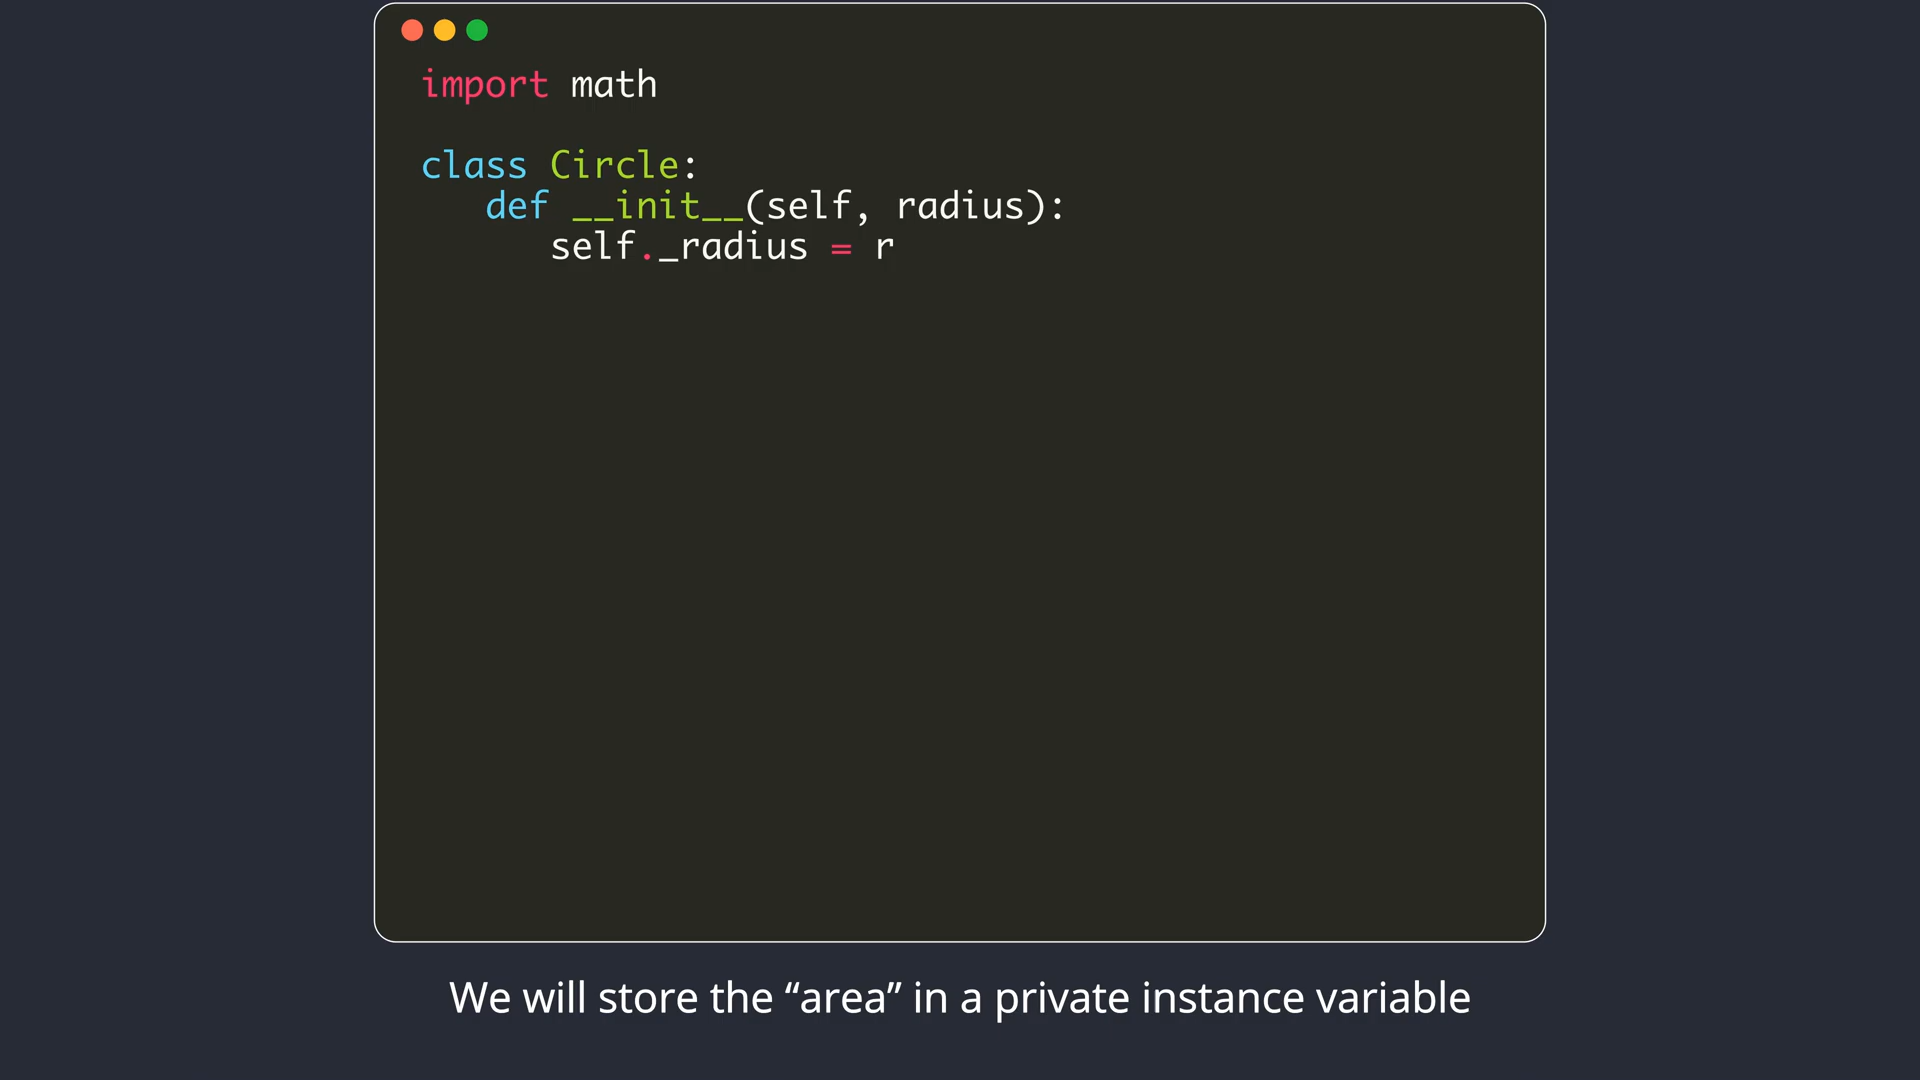 import math
class Circle:
def __init__(self, radius):
self._radius = r
We will store the “area” in a private instance variable